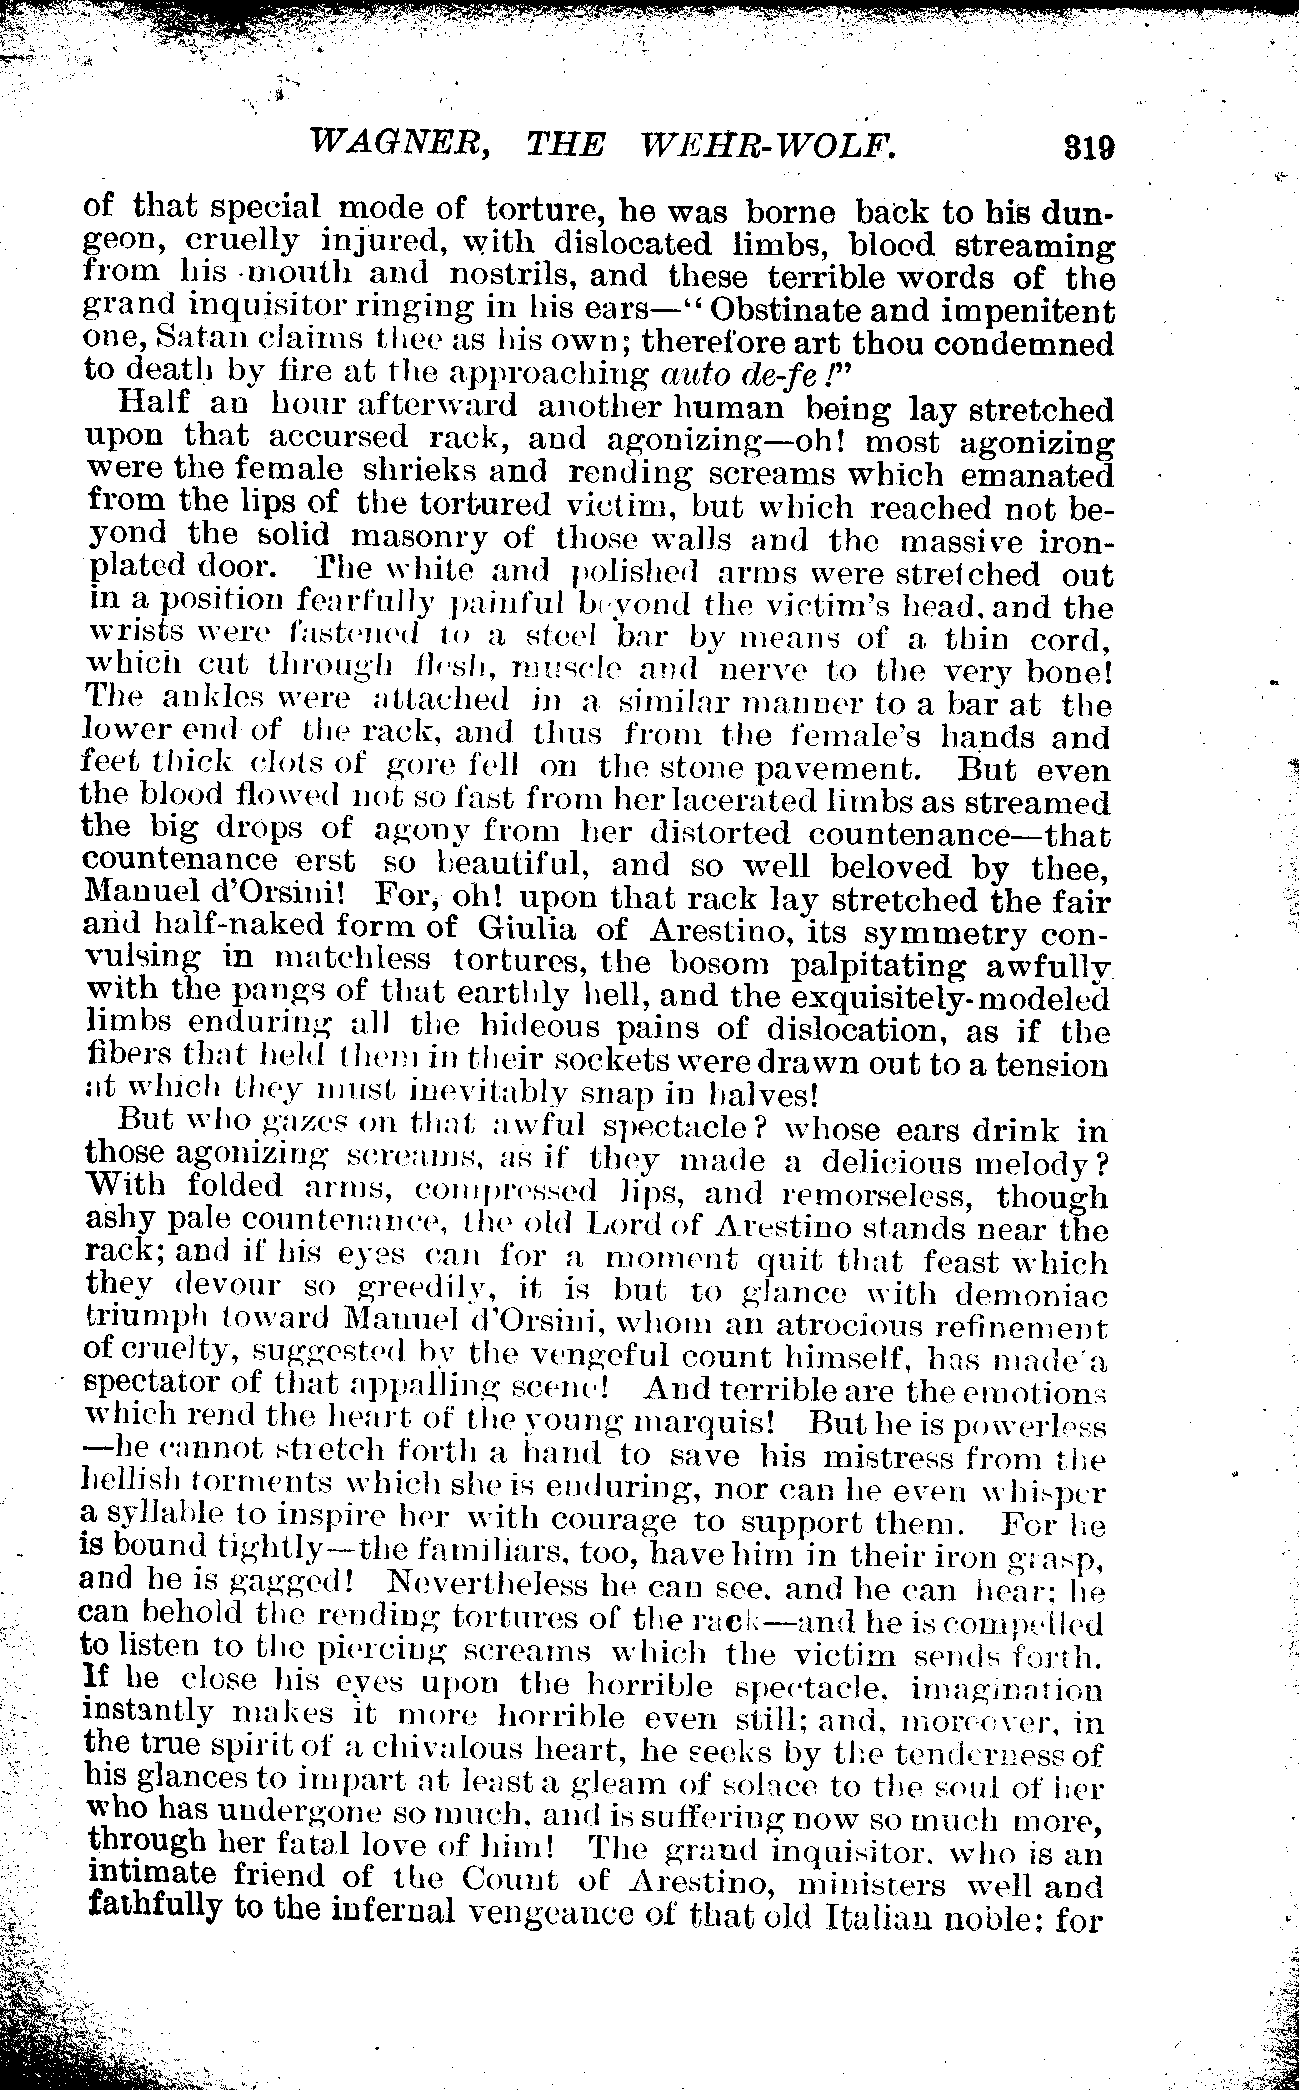 WAGNER, THE WEHR-WOLF. 319
of that special mode of torture, he was borne back to his dun-
geon, cruelly injured, with dislocated limbs, blood streaming
from his mouth and nostrils, and these terrible words of the
grand inquisitor ringing in his ears—“Obstinate and impenitent
one, Satan claims thee as his own; therefore art thou condemned
to death by fire at the approaching auto de-fe!”
Half an hour afterward another human being lay stretched
upon that accursed rack, and agonizing—oh! most agonizing
were the female shrieks and rending screams which emanated
from the lips of the tortured victim, but which reached not be-
yond the solid masonry of those walls and the massive iron-
plated door. The white and polished arms were stretched out
in a position fearfully painful beyond the victim's head, and the
wrists were fastened to a steel bar by means of a thin cord,
which cut through flesh, muscle and nerve to the very bone!
The ankles were attached in a similar manner to a bar at the
lower end of the rack, and thus from the female's hands and
feet thick clots of gore fell on the stone pavement. But even
the blood flowed not so fast from her lacerated limbs as streamed
the big drops of agony from her distorted countenance—that
countenance erst so beautiful, and so well beloved by thee,
Manuel d'Orsini! For, oh! upon that rack lay stretched the fair
and half-naked form of Giulia of Arestino, its symmetry con-
vulsing in matchless tortures, the bosom palpitating awfully
with the pangs of that earthly hell, and the exquisitely-modeled
limbs enduring all the hideous pains of dislocation, as if the
fibers that held them in their sockets were drawn out to a tension
at which they must inevitably snap in halves!
But who gazes on that awful spectacle? whose ears drink in
those agonizing screams, as if they made a delicious melody?
With folded arms, compressed lips, and remorseless, though
ashy pale countenance, the old Lord of Arestino stands near the
rack; and if his eyes can for a moment quit that feast which
they devour so greedily, it is but to glance with demoniac
triumph toward Manuel d'Orsini, whom an atrocious refinement
of cruelty, suggested by the vengeful count himself, has made a
spectator of that appalling scene! And terrible are the emotions
which rend the heart of the young marquis! But he is powerless
—he cannot stretch forth a hand to save his mistress from the
hellish torments which she is enduring, nor can he even whisper
a syllable to inspire her with courage to support them. For he
is bound tightly—the familiars, too, have him in their iron grasp,
and he is gagged! Nevertheless he can see, and he can hear; he
can behold the rending tortures of the rack—and he is compelled
to listen to the piercing screams which the victim sends forth.
If he close his eyes upon the horrible spectacle, imagination
instantly makes it more horrible even still; and, moreover, in
the true spirit of a chivalous heart, he seeks by the tenderness of
his glances to impart at least a gleam of solace to the soul of her
who has undergone so much, and is suffering now so much more,
through her fatal love of him! The grand inquisitor, who is an
intimate friend of the Count of Arestino, ministers well and
fathfully to the infernal vengeance of that old Italian noble; for